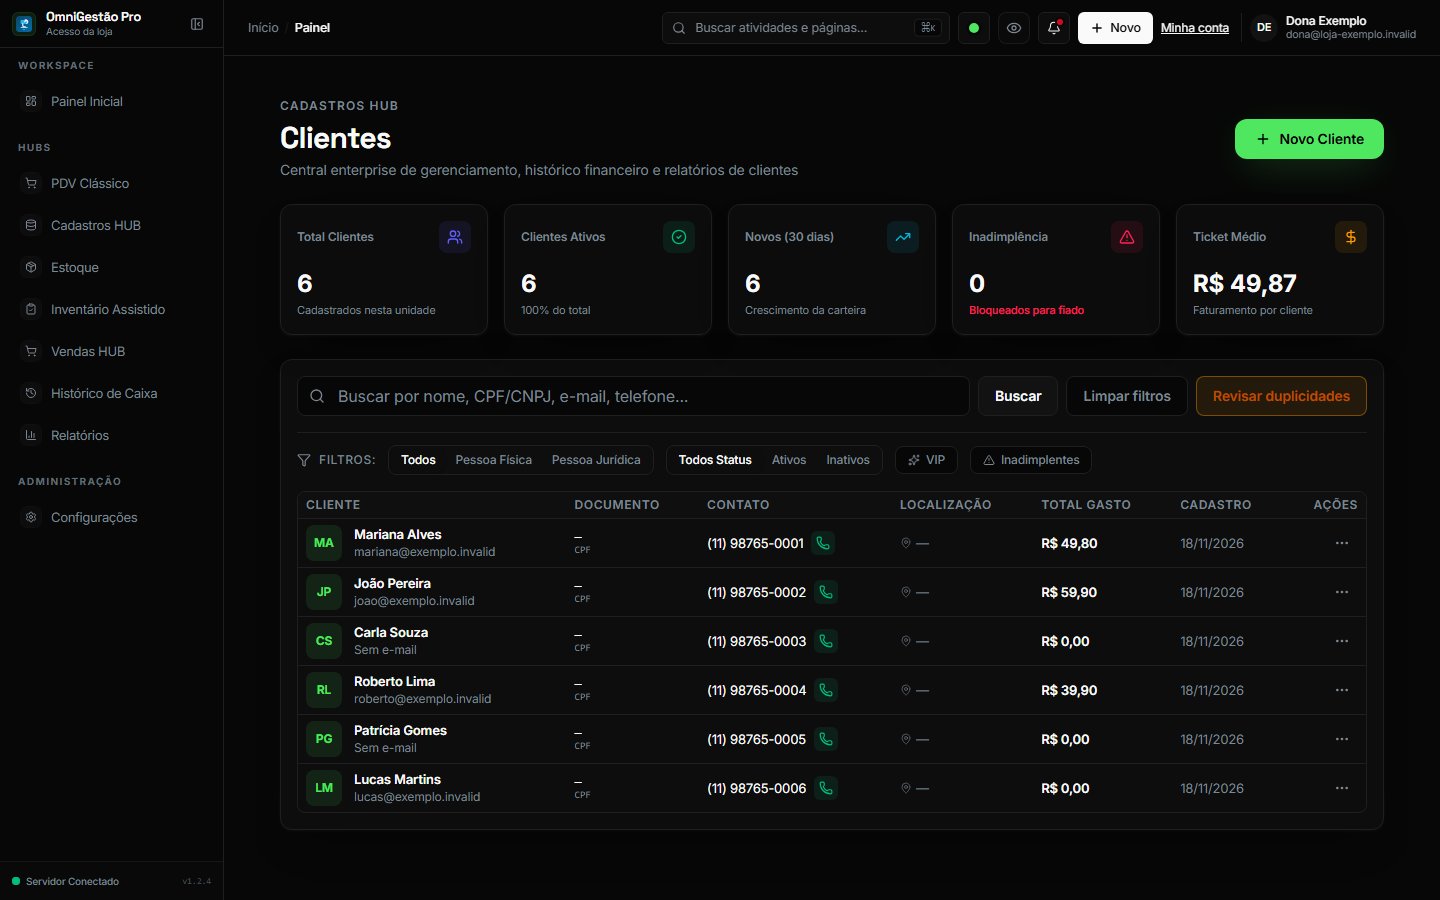 OmniGestão Pro
Acesso da loja
Início / Painel
Buscar atividades e páginas...
⌘K
+ Novo
Minha conta
DE
Dona Exemplo
dona@loja-exemplo.invalid
WORKSPACE
Painel Inicial
HUBS
PDV Clássico
Cadastros HUB
Estoque
Inventário Assistido
Vendas HUB
Histórico de Caixa
Relatórios
ADMINISTRAÇÃO
Configurações
Servidor Conectado
v1.2.4
CADASTROS HUB
Clientes
Central enterprise de gerenciamento, histórico financeiro e relatórios de clientes
+ Novo Cliente
Total Clientes
6
Cadastrados nesta unidade
Clientes Ativos
6
100% do total
Novos (30 dias)
6
Crescimento da carteira
Inadimplência
0
Bloqueados para fiado
Ticket Médio
R$ 49,87
Faturamento por cliente
Buscar por nome, CPF/CNPJ, e-mail, telefone...
Buscar
Limpar filtros
Revisar duplicidades
FILTROS:
Todos Pessoa Física Pessoa Jurídica
Todos Status Ativos Inativos
VIP
Inadimplentes
CLIENTE DOCUMENTO CONTATO LOCALIZAÇÃO TOTAL GASTO CADASTRO AÇÕES
MA Mariana Alves — (11) 98765-0001 — R$ 49,80 18/11/2026 ...
mariana@exemplo.invalid CPF
JP João Pereira — (11) 98765-0002 — R$ 59,90 18/11/2026 ...
joao@exemplo.invalid CPF
CS Carla Souza — (11) 98765-0003 — R$ 0,00 18/11/2026 ...
Sem e-mail CPF
RL Roberto Lima — (11) 98765-0004 — R$ 39,90 18/11/2026 ...
roberto@exemplo.invalid CPF
PG Patrícia Gomes — (11) 98765-0005 — R$ 0,00 18/11/2026 ...
Sem e-mail CPF
LM Lucas Martins — (11) 98765-0006 — R$ 0,00 18/11/2026 ...
lucas@exemplo.invalid CPF